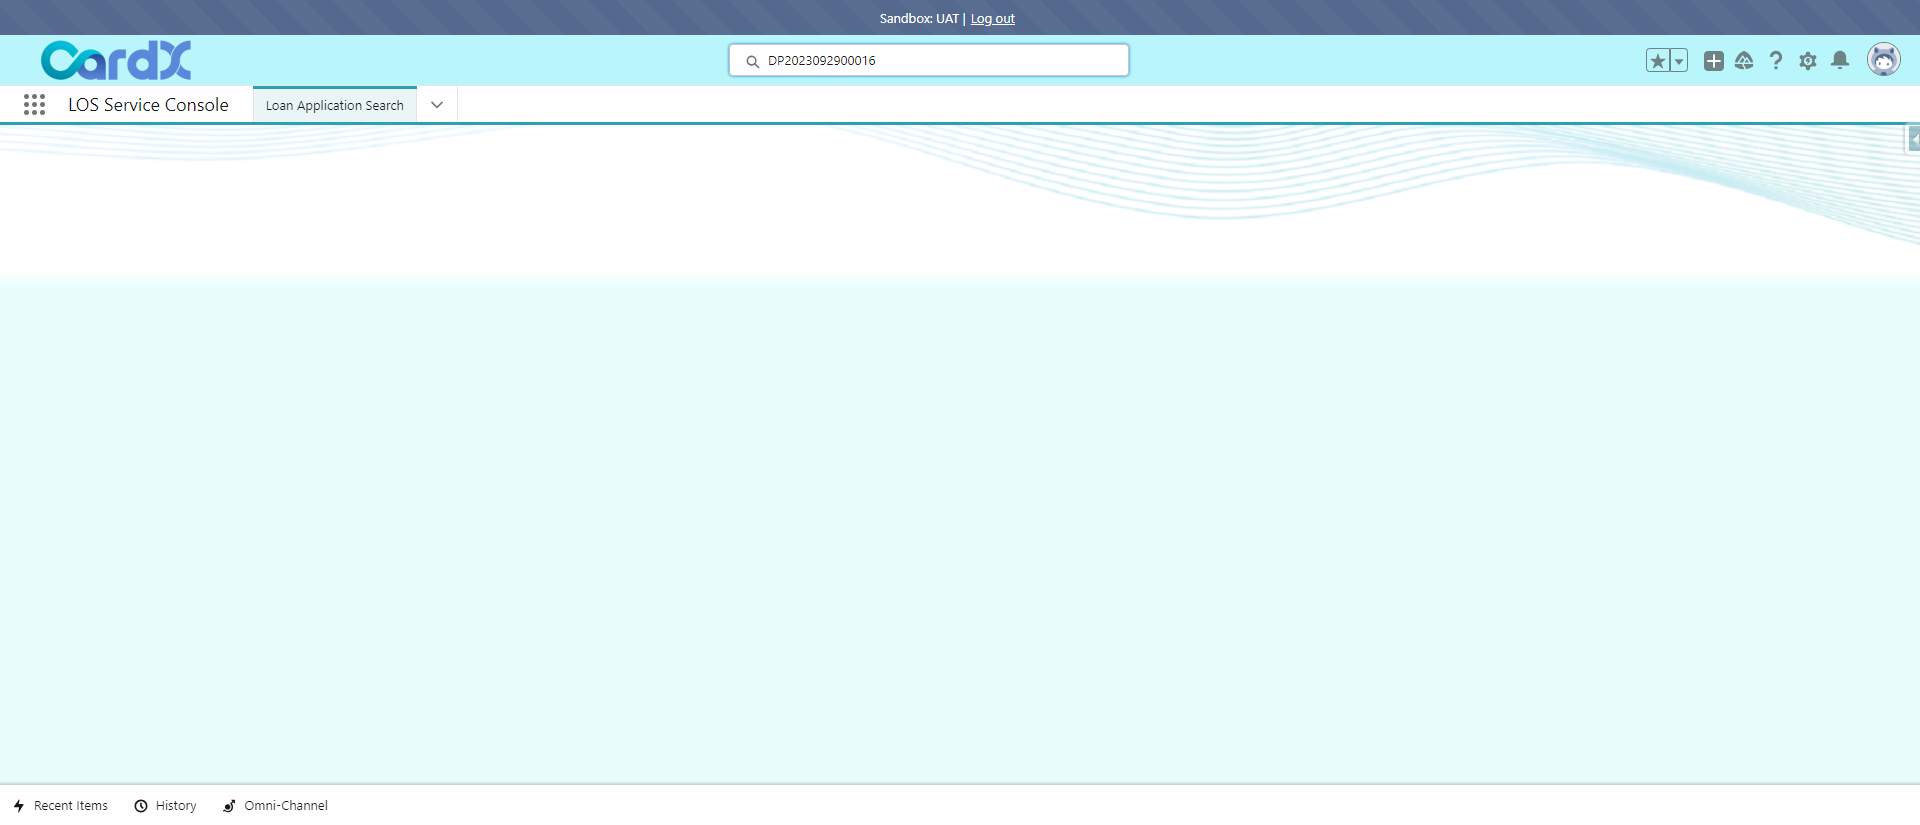 Sandbox: UAT | Log out
CardX
DP2023092900016
LOS Service Console
Loan Application Search
Recent Items
History
Omni-Channel